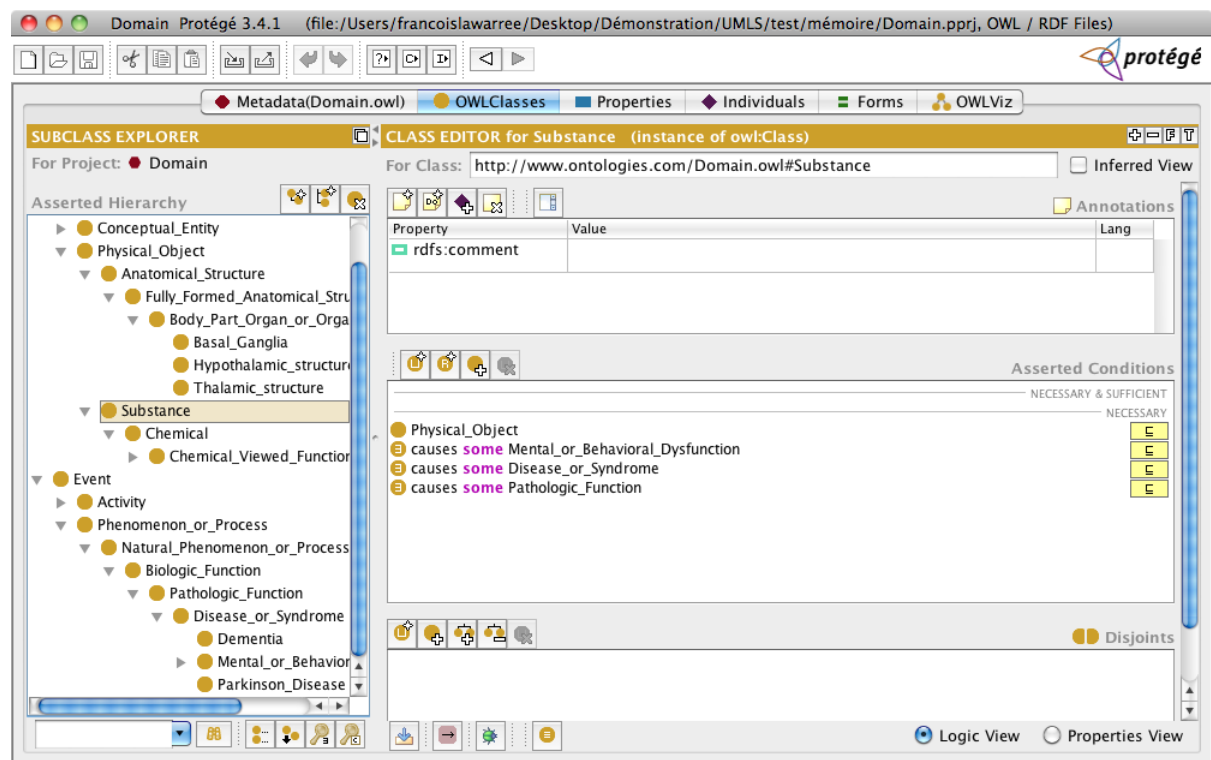 Domain Protégé 3.4.1 (file:/Users/francoislawarree/Desktop/Démonstration/UMLS/test/mémoire/Domain.pprj, OWL / RDF Files)
protégé
Metadata(Domain.owl) OWLClasses Properties Individuals Forms OWLViz
SUBCLASS EXPLORER
For Project: Domain
Asserted Hierarchy
Conceptual_Entity
Physical_Object
Anatomical_Structure
Fully_Formed_Anatomical_Stru
Body_Part_Organ_or_Orga
Basal_Ganglia
Hypothalamic_structure
Thalamic_structure
Substance
Chemical
Chemical_Viewed_Function
Event
Activity
Phenomenon_or_Process
Natural_Phenomenon_or_Process
Biologic_Function
Pathologic_Function
Disease_or_Syndrome
Dementia
Mental_or_Behavior
Parkinson_Disease
CLASS EDITOR for Substance (instance of owl:Class)
For Class: http://www.ontologies.com/Domain.owl#Substance Inferred View
Annotations
Property Value Lang
rdfs:comment
Asserted Conditions
NECESSARY & SUFFICIENT
NECESSARY
Physical_Object
causes some Mental_or_Behavioral_Dysfunction
causes some Disease_or_Syndrome
causes some Pathologic_Function
Disjoints
Logic View Properties View